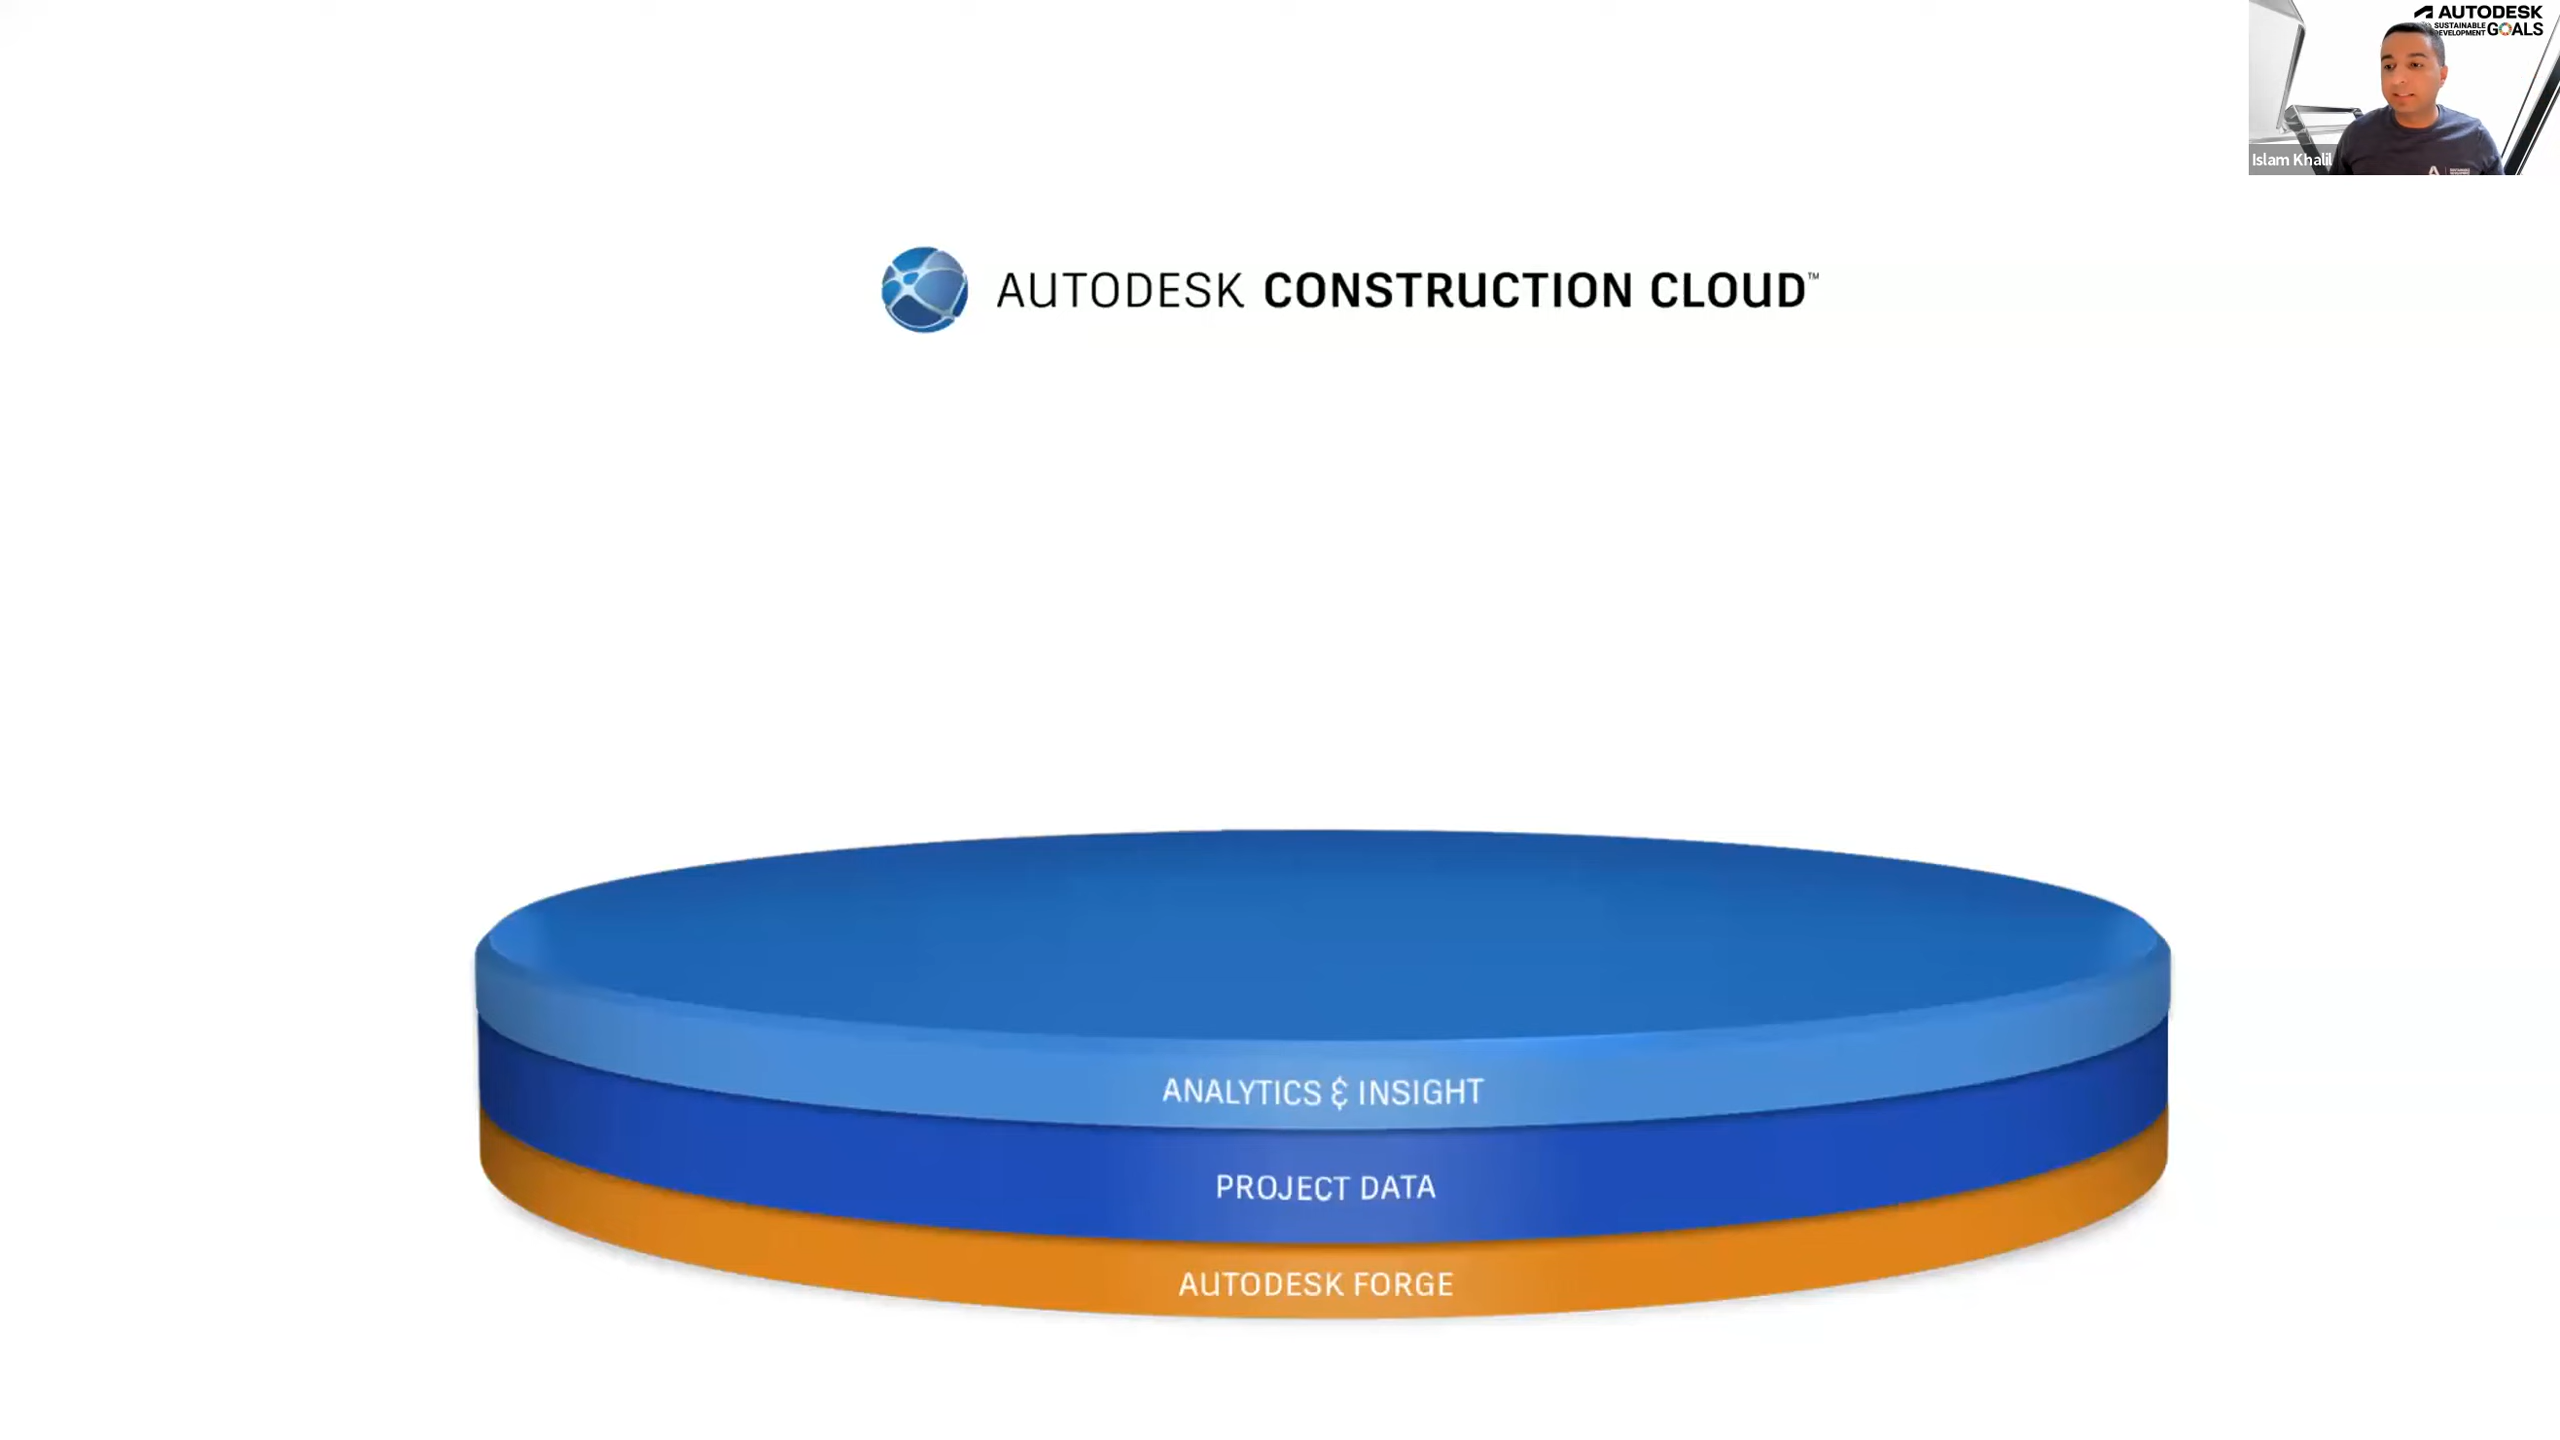 AUTODESK
SUSTAINABLE
DEVELOPMENT GOALS
Islam Khalil
AUTODESK CONSTRUCTION CLOUD™
ANALYTICS & INSIGHT
PROJECT DATA
AUTODESK FORGE